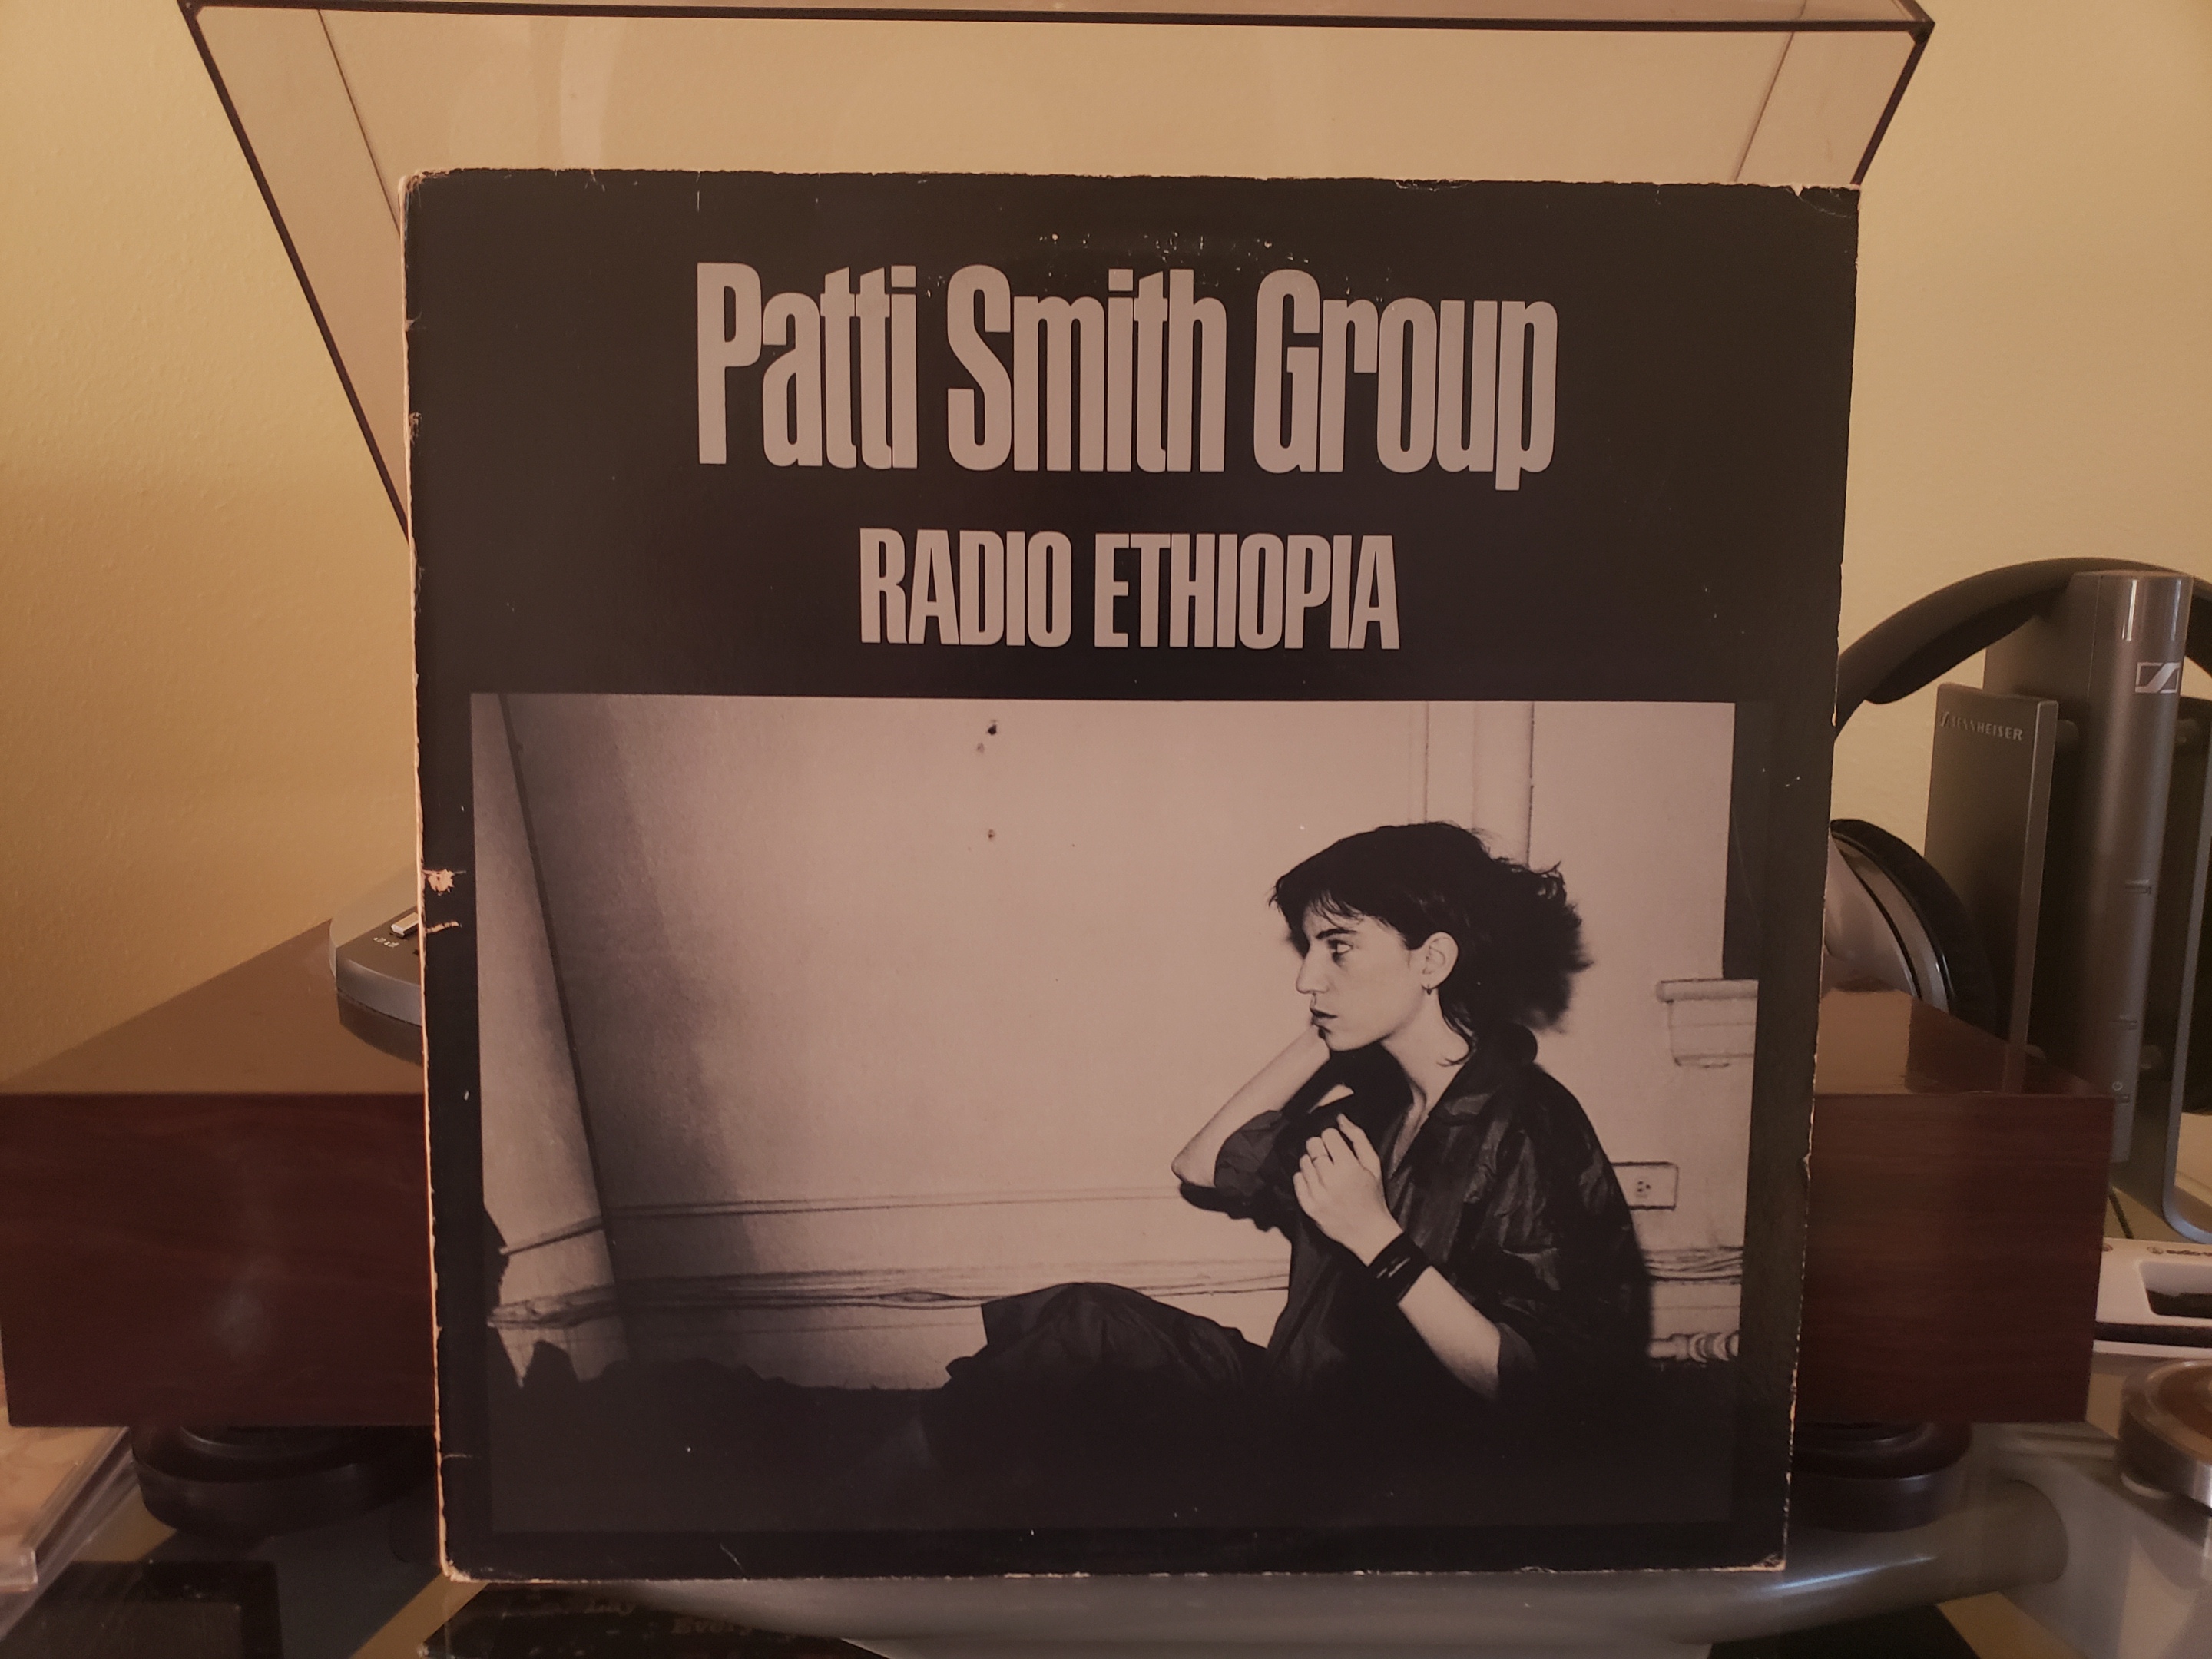 Patti Smith Group
RADIO ETHIOPIA
SENNHEISER